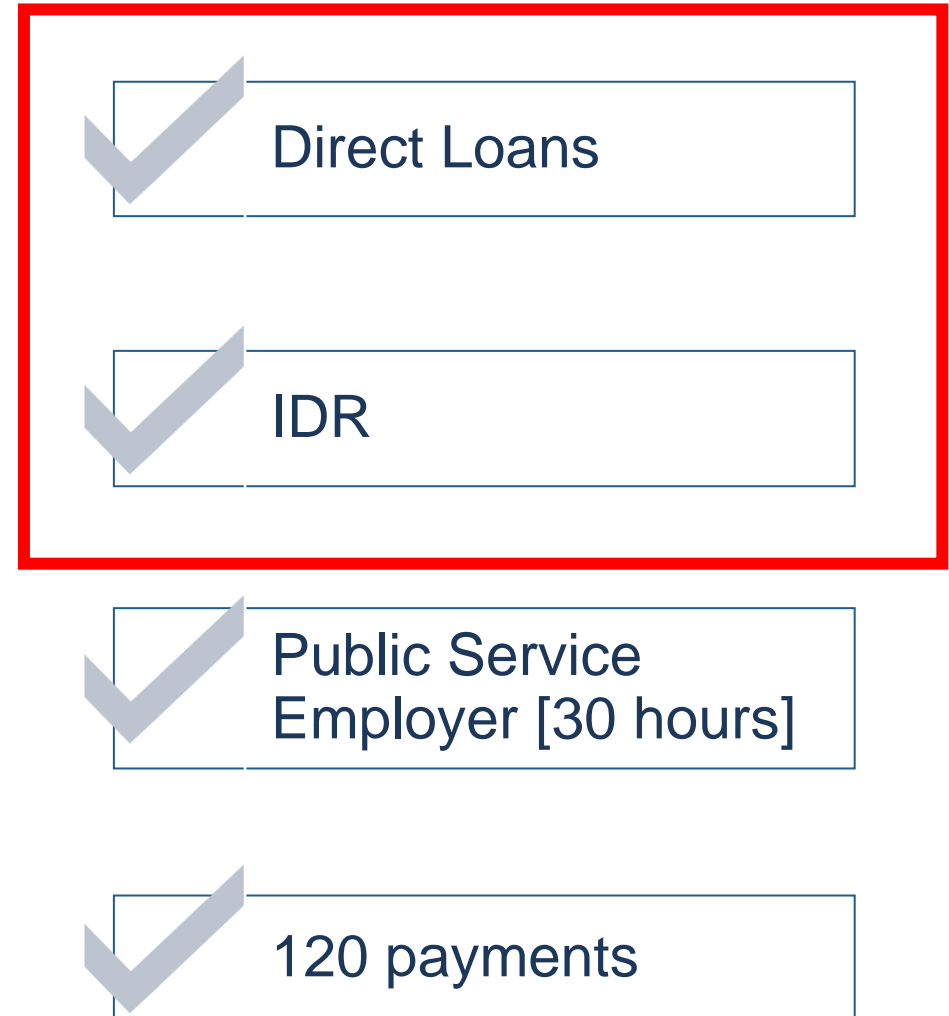 Direct Loans
IDR
Public Service
Employer [30 hours]
120 payments